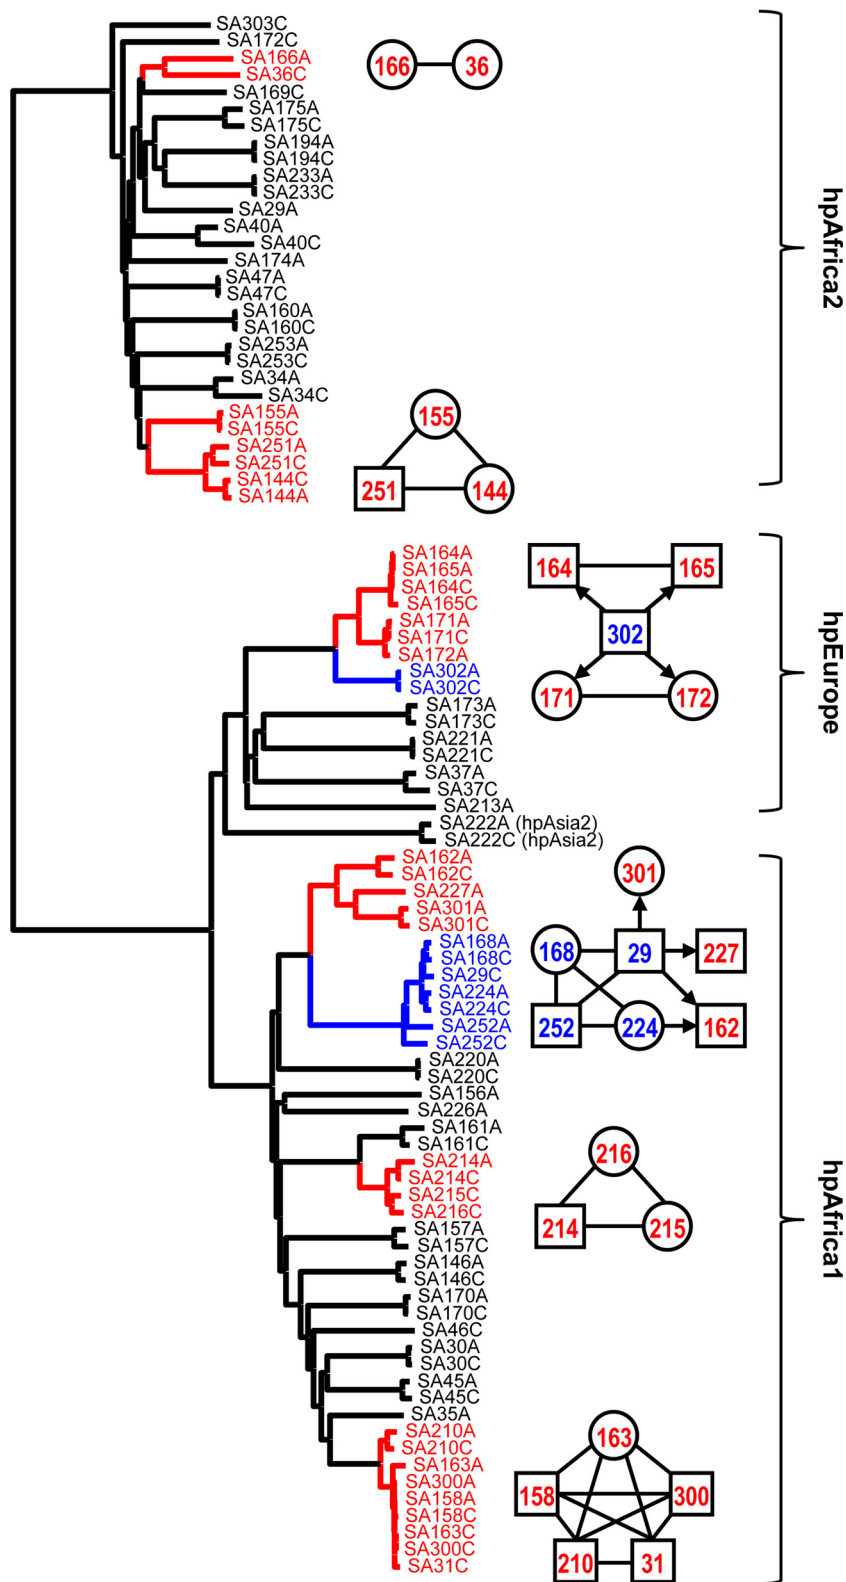 SA303C
SA172C
SA166A
SA36C
SA169C
SA175A
SA175C
SA194A
SA194C
SA233A
SA233C
SA29A
SA40A
SA40C
SA174A
SA47A
SA47C
SA160A
SA160C
SA253A
SA253C
SA34A
SA34C
SA155A
SA155C
SA251A
SA251C
SA144C
SA144A
166 36
155
251 144
hpAfrica2
SA164A
SA165A
SA164C
SA165C
SA171A
SA171C
SA172A
SA302A
SA302C
SA173A
SA173C
SA221A
SA221C
SA37A
SA37C
SA213A
164 165
302
171 172
hpEurope
SA222A (hpAsia2)
SA222C (hpAsia2)
SA162A
SA162C
SA227A
SA301A
SA301C
SA168A
SA168C
SA29C
SA224A
SA224C
SA252A
SA252C
SA220A
SA220C
SA156A
SA226A
SA161A
SA161C
SA214A
SA214C
SA215C
SA216C
SA157A
SA157C
SA146A
SA146C
SA170A
SA170C
SA46C
SA30A
SA30C
SA45A
SA45C
SA35A
SA210A
SA210C
SA163A
SA300A
SA158A
SA158C
SA163C
SA300C
SA31C
301
168 29 227
252 224 162
216
214 215
163
158 300
210 31
hpAfrica1